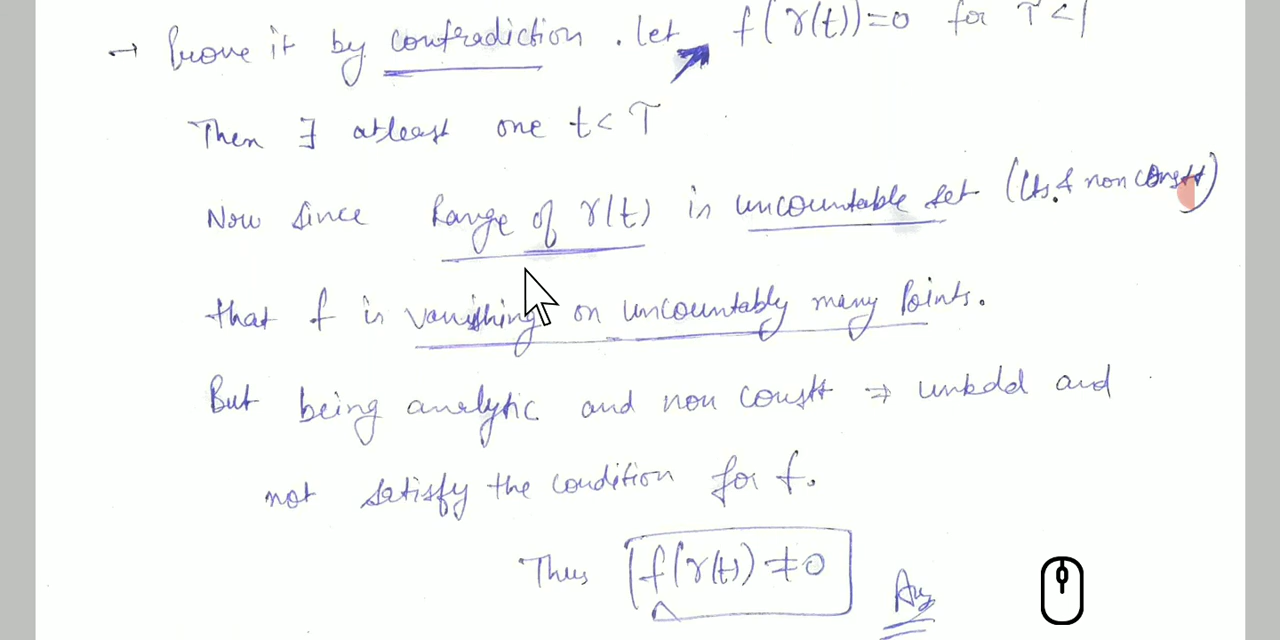 → Prove it by contradiction. let f(γ(t))=0 for T<1
Then ∃ atleast one t<T
Now since Range of γ(t) is uncountable set (cts. & non constt)
that f is vanishing on uncountably many points.
But being analytic and non constt ⇒ unbdd and
not satisfy the condition for f.
Thus f(γ(t)) ≠ 0
Ans